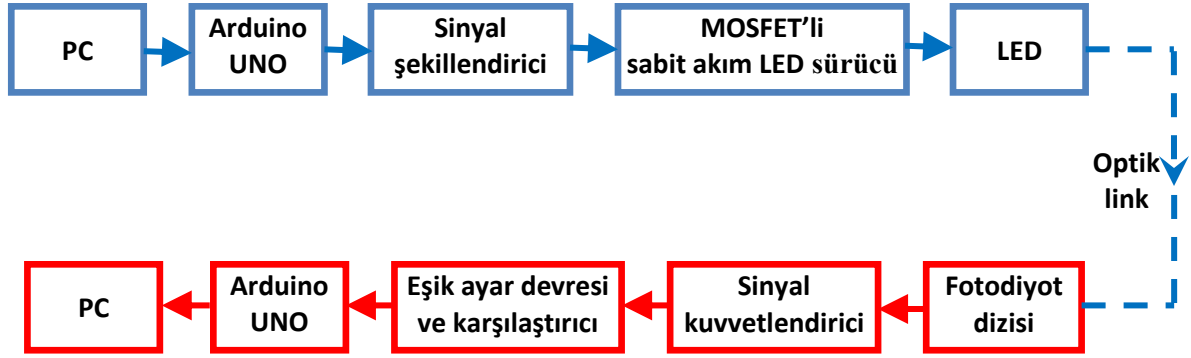 PC
Arduino
UNO
Sinyal
şekillendirici
MOSFET’li
sabit akım LED sürücü
LED
Optik
link
PC
Arduino
UNO
Eşik ayar devresi
ve karşılaştırıcı
Sinyal
kuvvetlendirici
Fotodiyot
dizisi